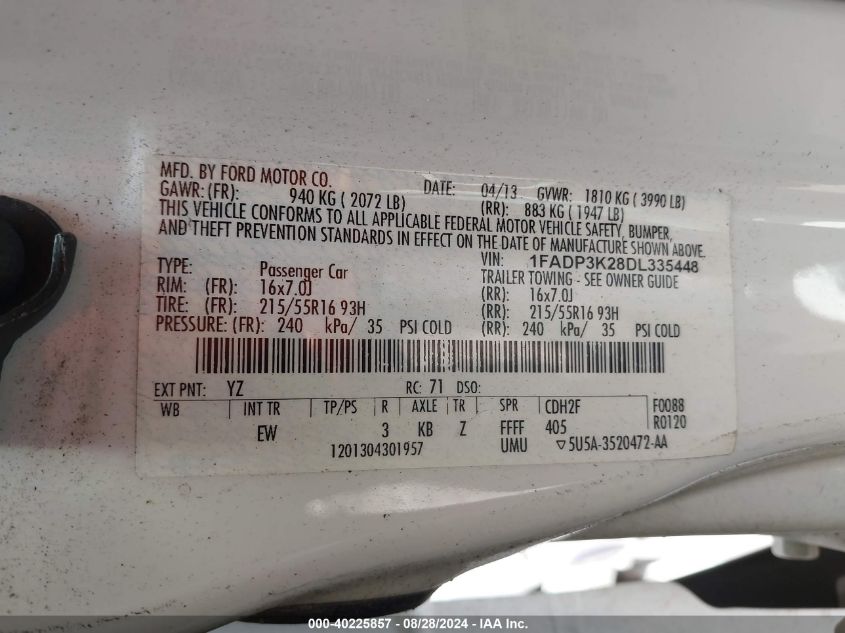 MFD. BY FORD MOTOR CO.
DATE: 04/13 GVWR: 1810 KG ( 3990 LB)
GAWR: (FR): 940 KG ( 2072 LB) (RR): 883 KG ( 1947 LB)
THIS VEHICLE CONFORMS TO ALL APPLICABLE FEDERAL MOTOR VEHICLE SAFETY, BUMPER,
AND THEFT PREVENTION STANDARDS IN EFFECT ON THE DATE OF MANUFACTURE SHOWN ABOVE.
VIN: 1FADP3K28DL335448
TYPE: Passenger Car TRAILER TOWING - SEE OWNER GUIDE
RIM: (FR): 16x7.0J (RR): 16x7.0J
TIRE: (FR): 215/55R16 93H (RR): 215/55R16 93H
PRESSURE: (FR): 240 kPa/ 35 PSI COLD (RR): 240 kPa/ 35 PSI COLD
EXT PNT: YZ RC: 71 DSO:
WB INT TR TP/PS R AXLE TR SPR CDH2F F0088
EW 3 KB Z FFFF 405 R0120
1201304301957 UMU ▽5U5A-3520472-AA
000-40225857 - 08/28/2024 - IAA Inc.